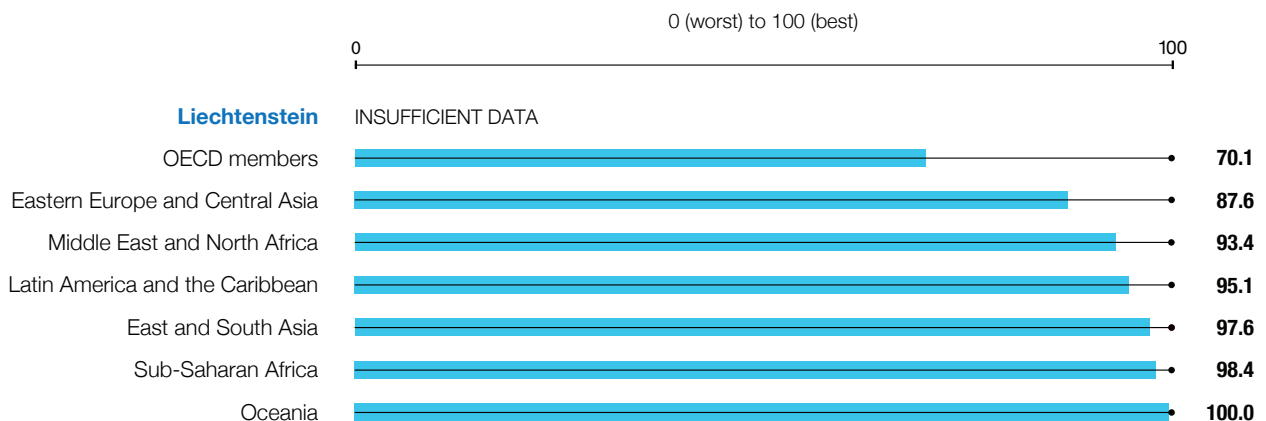 0 (worst) to 100 (best)
0 100
Liechtenstein INSUFFICIENT DATA
OECD members 70.1
Eastern Europe and Central Asia 87.6
Middle East and North Africa 93.4
Latin America and the Caribbean 95.1
East and South Asia 97.6
Sub-Saharan Africa 98.4
Oceania 100.0